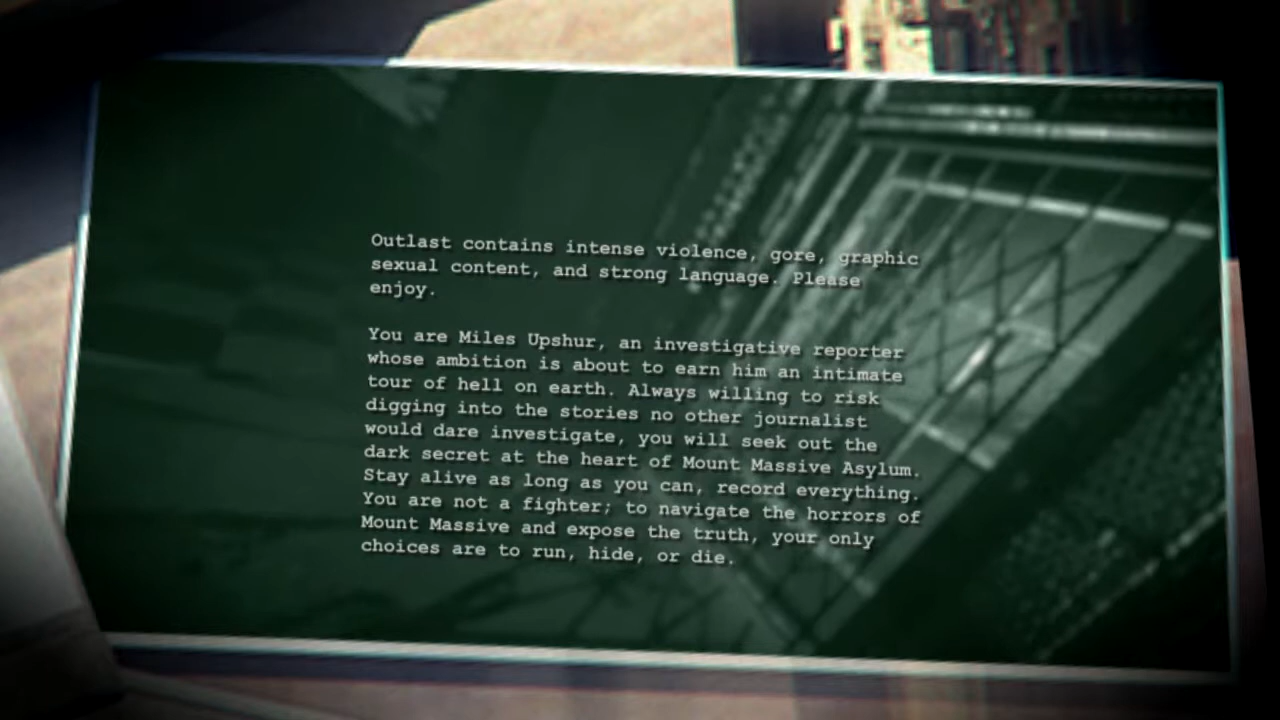 Outlast contains intense violence, gore, graphic
sexual content, and strong language. Please
enjoy.
You are Miles Upshur, an investigative reporter
whose ambition is about to earn him an intimate
tour of hell on earth. Always willing to risk
digging into the stories no other journalist
would dare investigate, you will seek out the
dark secret at the heart of Mount Massive Asylum.
Stay alive as long as you can, record everything.
You are not a fighter; to navigate the horrors of
Mount Massive and expose the truth, your only
choices are to run, hide, or die.